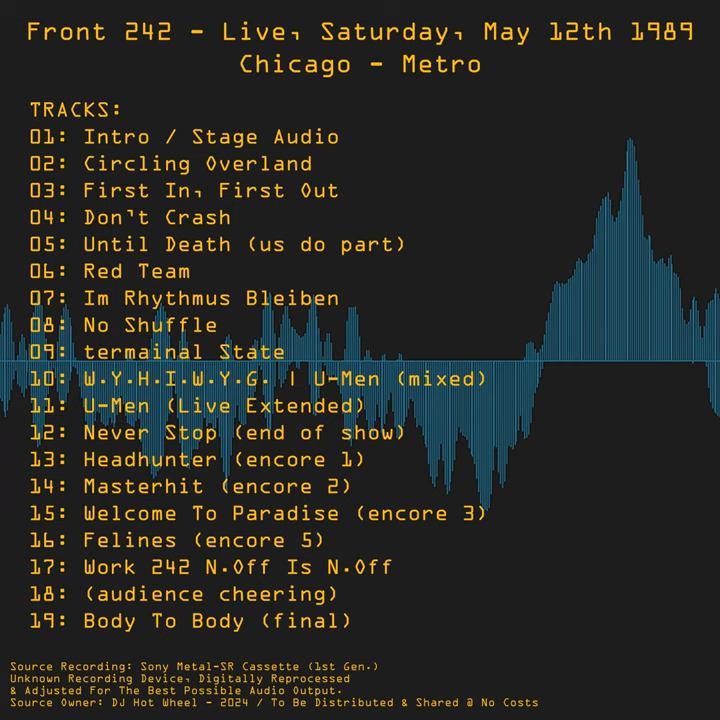 Front 242 - Live, Saturday, May 12th 1989
Chicago - Metro
TRACKS:
01: Intro / Stage Audio
02: Circling Overland
03: First In, First Out
04: Don't Crash
05: Until Death (us do part)
06: Red Team
07: Im Rhythmus Bleiben
08: No Shuffle
09: termainal State
10: W.Y.H.I.W.Y.G. | U-Men (mixed)
11: U-Men (Live Extended)
12: Never Stop (end of show)
13: Headhunter (encore 1)
14: Masterhit (encore 2)
15: Welcome To Paradise (encore 3)
16: Felines (encore 5)
17: Work 242 N.Off Is N.Off
18: (audience cheering)
19: Body To Body (final)
Source Recording: Sony Metal-SR Cassette (1st Gen.)
Unknown Recording Device, Digitally Reprocessed
& Adjusted For The Best Possible Audio Output.
Source Owner: DJ Hot Wheel - 2024 / To Be Distributed & Shared @ No Costs